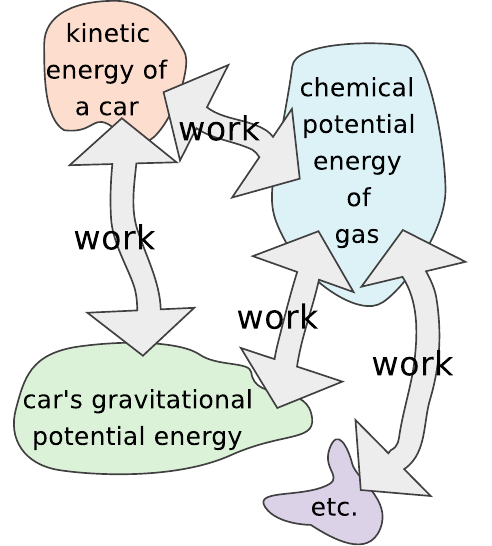 kinetic
energy of
a car
chemical
potential
energy
of
gas
work
work
work
work
car's gravitational
potential energy
etc.